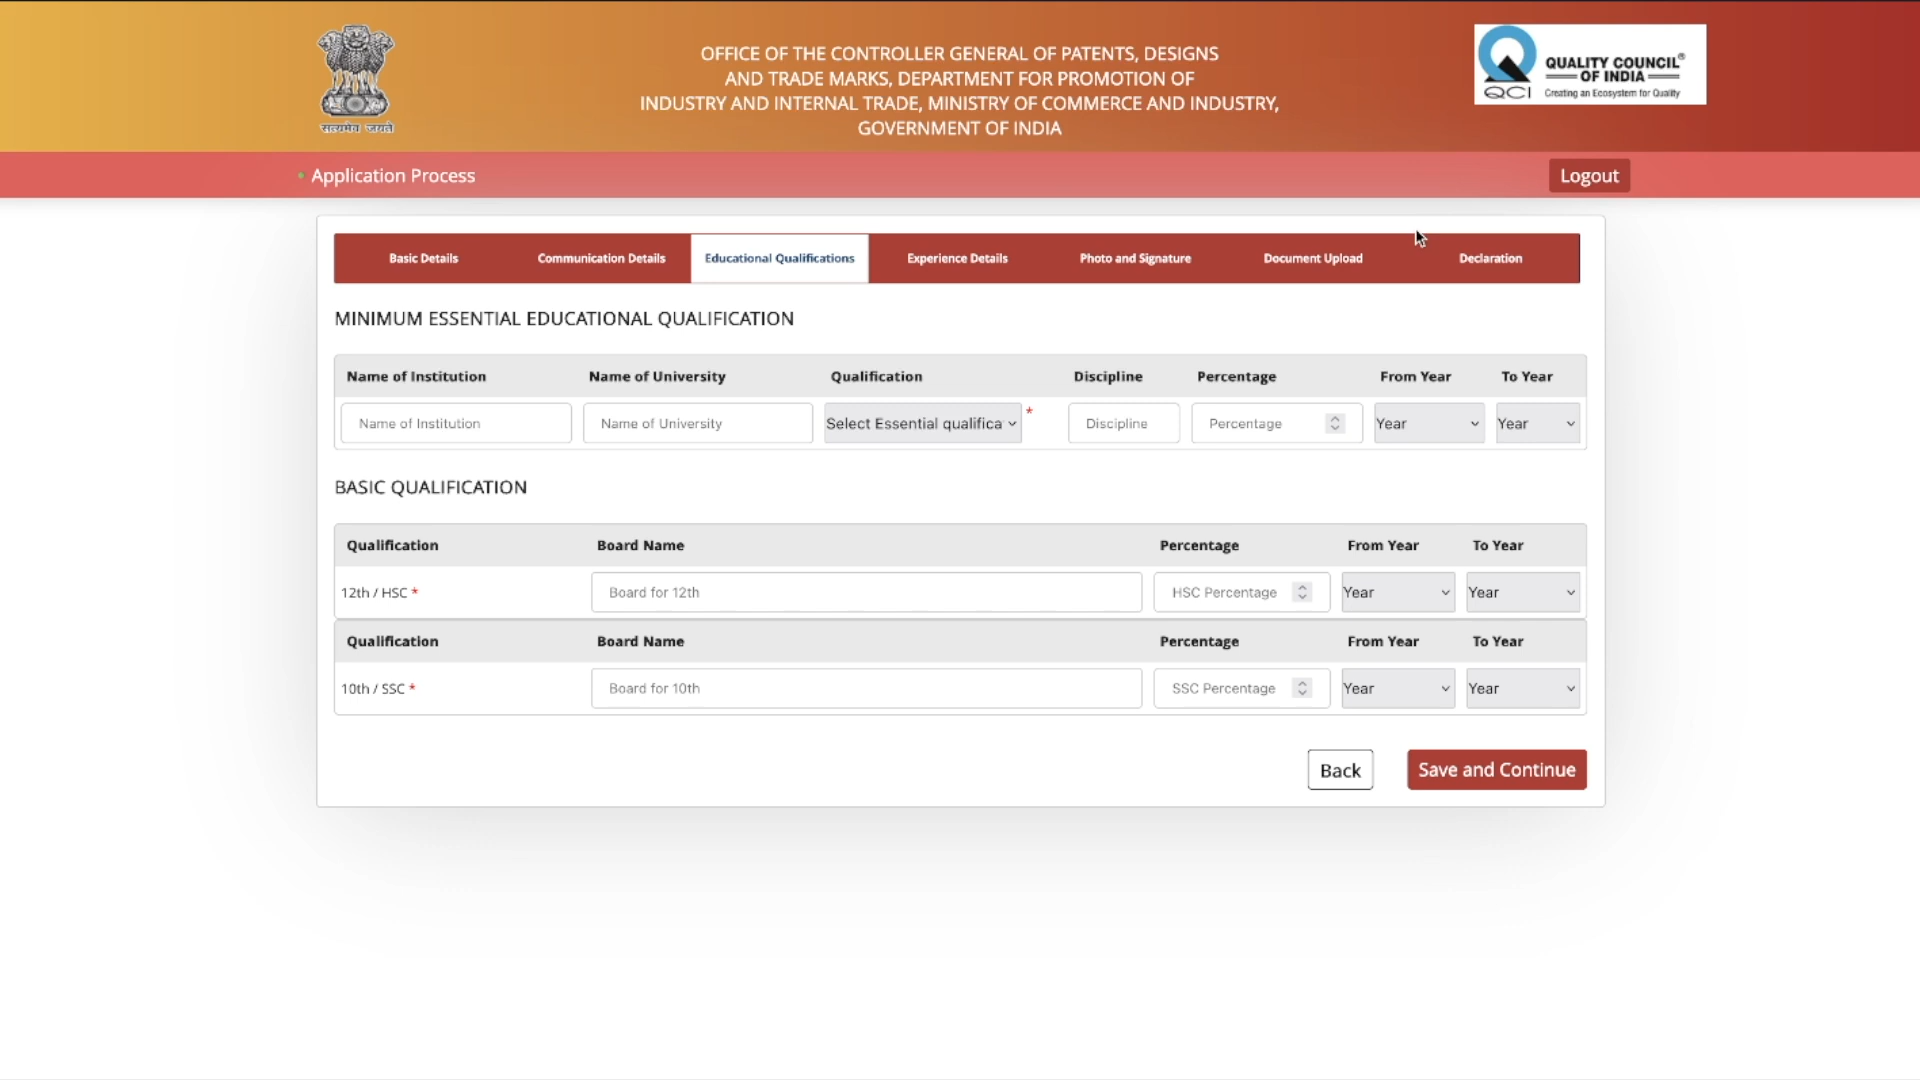 सत्यमेव जयते
OFFICE OF THE CONTROLLER GENERAL OF PATENTS, DESIGNS
AND TRADE MARKS, DEPARTMENT FOR PROMOTION OF
INDUSTRY AND INTERNAL TRADE, MINISTRY OF COMMERCE AND INDUSTRY,
GOVERNMENT OF INDIA
QCI
QUALITY COUNCIL®
OF INDIA
Creating an Ecosystem for Quality
Application Process
Logout
Basic Details Communication Details Educational Qualifications Experience Details Photo and Signature Document Upload Declaration
MINIMUM ESSENTIAL EDUCATIONAL QUALIFICATION
Name of Institution Name of University Qualification Discipline Percentage From Year To Year
Name of Institution Name of University Select Essential qualifica * Discipline Percentage Year Year
BASIC QUALIFICATION
Qualification Board Name Percentage From Year To Year
12th / HSC * Board for 12th HSC Percentage Year Year
Qualification Board Name Percentage From Year To Year
10th / SSC * Board for 10th SSC Percentage Year Year
Back Save and Continue